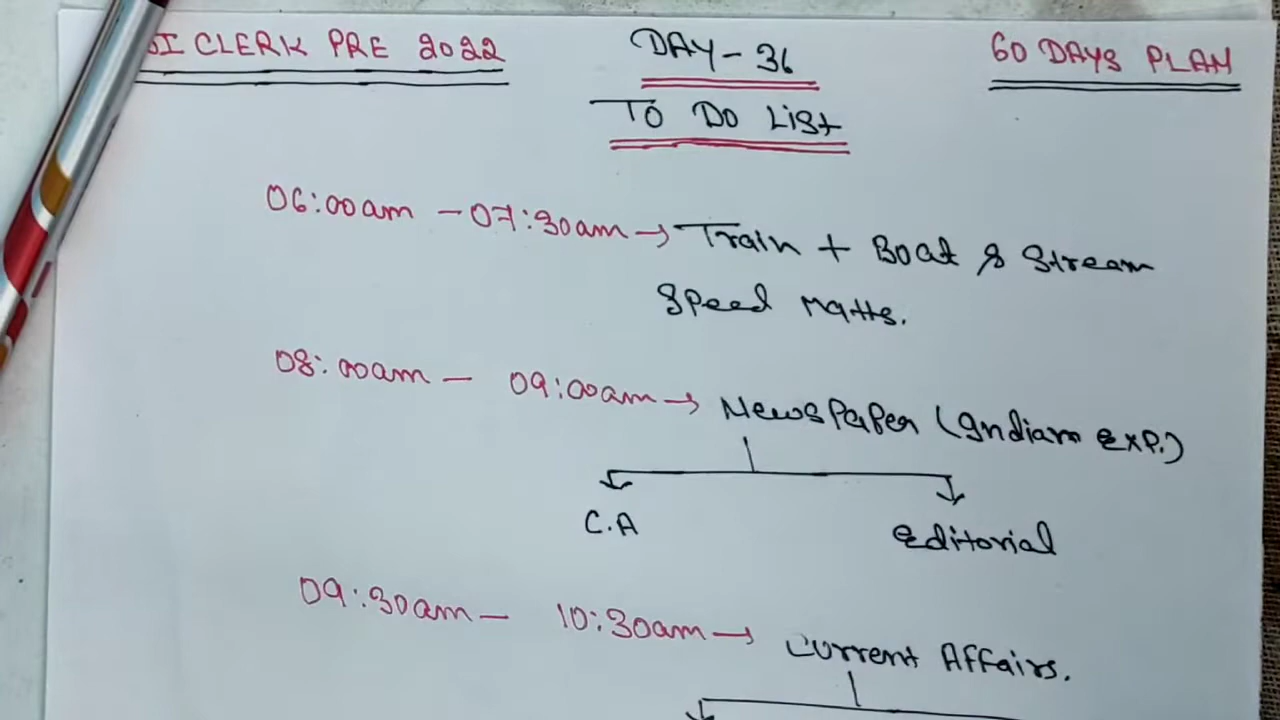 CLERK PRE 2022
DAY-36
60 DAYS PLAN
TO DO LIST
06:00am - 07:30am → Train + Boat & Stream
Speed Maths.
08:00am - 09:00am → Newspaper (Indian Exp.)
C.A
Editorial
09:30am - 10:30am → Current Affairs.